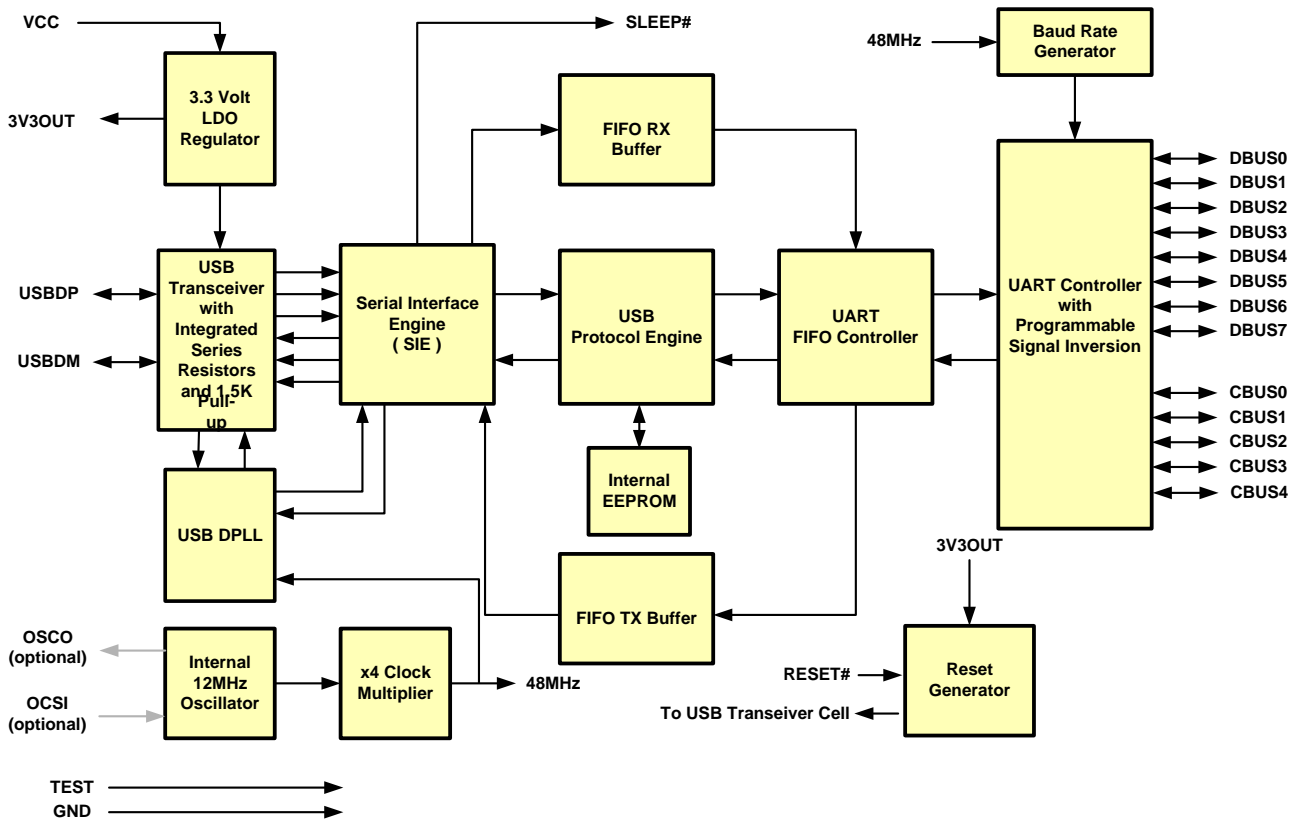 VCC
SLEEP#
48MHz
Baud Rate
Generator
3.3 Volt
LDO
Regulator
3V3OUT
FIFO RX
Buffer
DBUS0
DBUS1
DBUS2
DBUS3
DBUS4
DBUS5
DBUS6
DBUS7
USBDP
USBDM
USB
Transceiver
with
Integrated
Series
Resistors
and 1.5K
Pull-
up
Serial Interface
Engine
( SIE )
USB
Protocol Engine
UART
FIFO Controller
UART Controller
with
Programmable
Signal Inversion
CBUS0
CBUS1
CBUS2
CBUS3
CBUS4
Internal
EEPROM
USB DPLL
3V3OUT
FIFO TX Buffer
OSCO
(optional)
OCSI
(optional)
Internal
12MHz
Oscillator
x4 Clock
Multiplier
48MHz
RESET#
Reset
Generator
To USB Transeiver Cell
TEST
GND